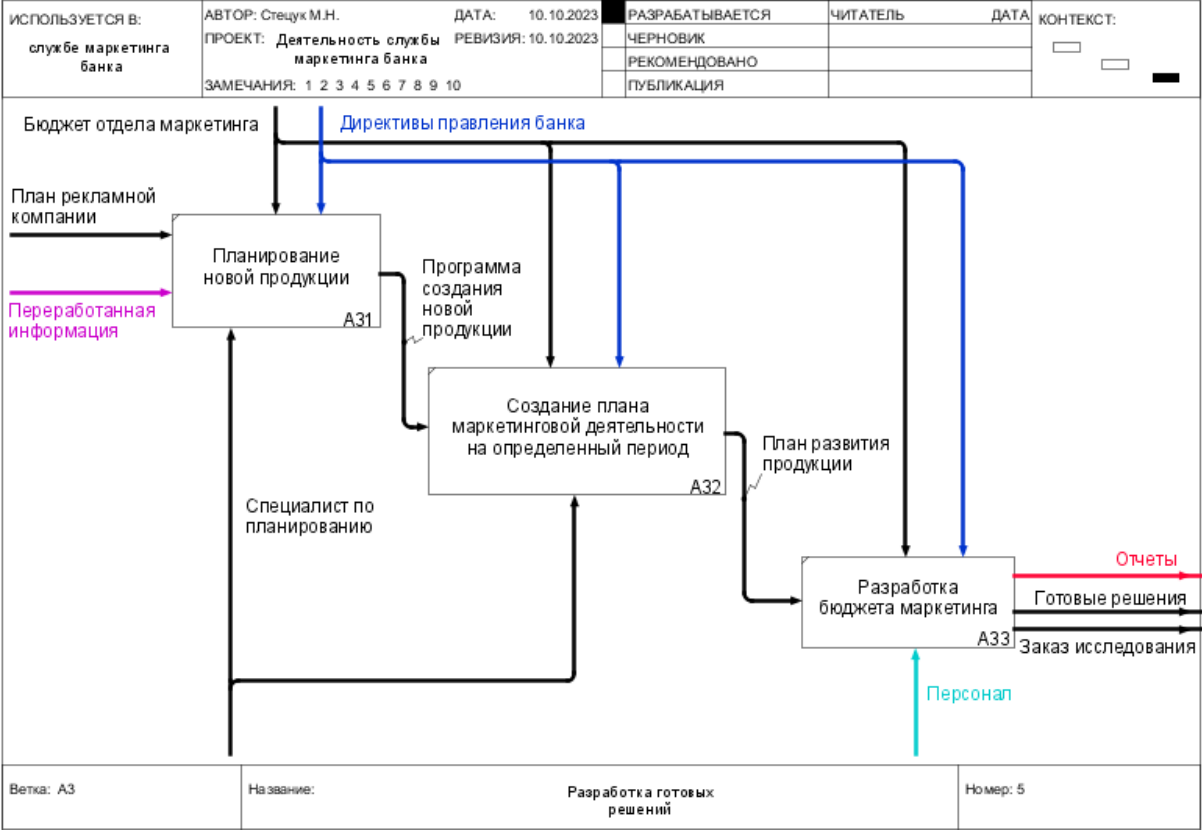 ИСПОЛЬЗУЕТСЯ В:
службе маркетинга
банка
АВТОР: Стецук М.Н.
ДАТА: 10.10.2023
ПРОЕКТ: Деятельность службы
маркетинга банка
РЕВИЗИЯ: 10.10.2023
ЗАМЕЧАНИЯ: 1 2 3 4 5 6 7 8 9 10
РАЗРАБАТЫВАЕТСЯ
ЧЕРНОВИК
РЕКОМЕНДОВАНО
ПУБЛИКАЦИЯ
ЧИТАТЕЛЬ
ДАТА
КОНТЕКСТ:
Бюджет отдела маркетинга
Директивы правления банка
План рекламной
компании
Переработанная
информация
Планирование
новой продукции
А31
Программа
создания
новой
продукции
Создание плана
маркетинговой деятельности
на определенный период
А32
План развития
продукции
Специалист по
планированию
Разработка
бюджета маркетинга
А33
Отчеты
Готовые решения
Заказ исследования
Персонал
Ветка: А3
Название:
Разработка готовых
решений
Номер: 5